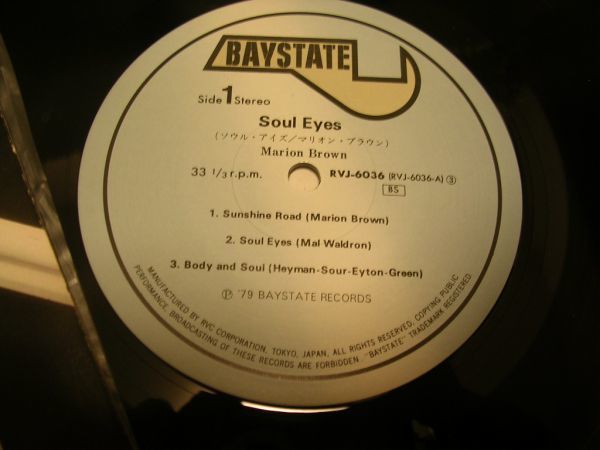 BAYSTATE
Side 1 Stereo
Soul Eyes
(ソウル・アイズ/マリオン・ブラウン)
Marion Brown
33 1/3 r.p.m.
RVJ-6036 (RVJ-6036-A) ③
BS
1. Sunshine Road (Marion Brown)
2. Soul Eyes (Mal Waldron)
3. Body and Soul (Heyman-Sour-Eyton-Green)
Ⓟ '79 BAYSTATE RECORDS
MANUFACTURED BY RVC CORPORATION, TOKYO, JAPAN, ALL RIGHTS RESERVED, COPYING PUBLIC
PERFORMANCE, BROADCASTING OF THESE RECORDS ARE FORBIDDEN. "BAYSTATE" TRADEMARK REGISTERED.